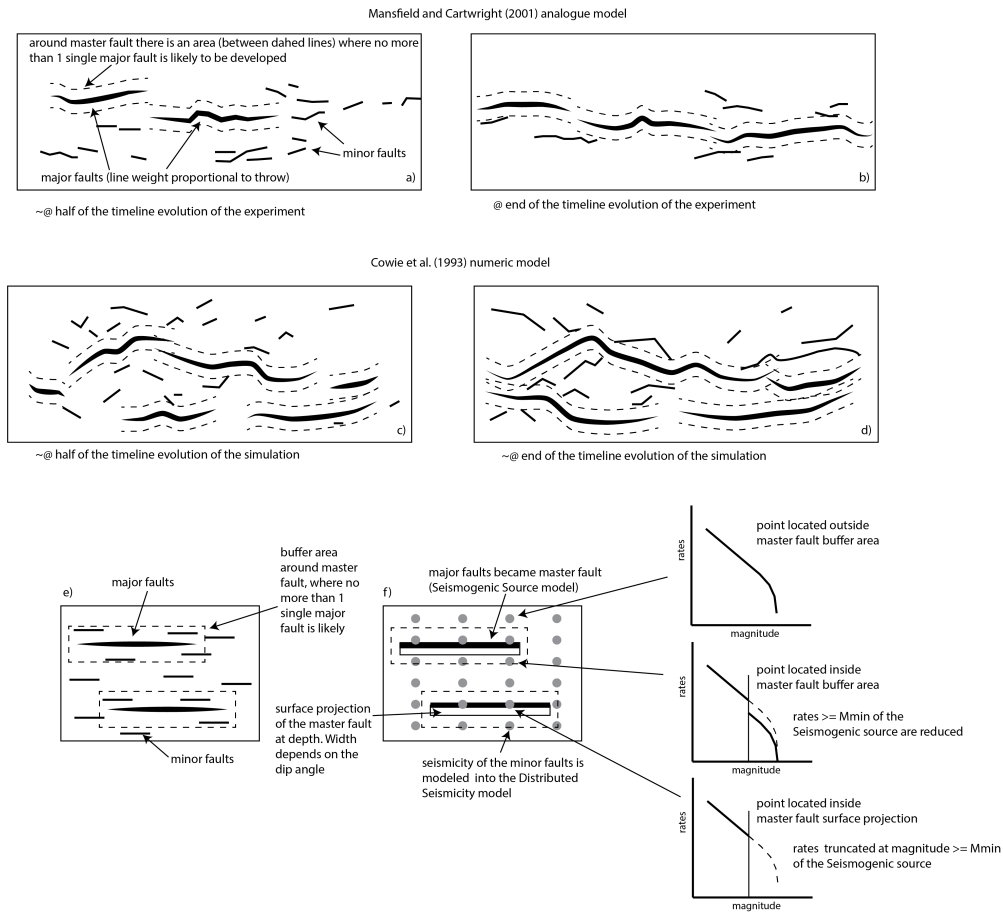 Mansfield and Cartwright (2001) analogue model
around master fault there is an area (between dahed lines) where no more
than 1 single major fault is likely to be developed
minor faults
major faults (line weight proportional to throw)
a)
b)
~@ half of the timeline evolution of the experiment
@ end of the timeline evolution of the experiment
Cowie et al. (1993) numeric model
c)
d)
~@ half of the timeline evolution of the simulation
~@ end of the timeline evolution of the simulation
e)
major faults
buffer area
around master
fault, where no
more than 1
single major
fault is likely
minor faults
f)
major faults became master fault
(Seismogenic Source model)
surface projection
of the master fault
at depth. Width
depends on the
dip angle
seismicity of the minor faults is
modeled into the Distributed
Seismicity model
rates
point located outside
master fault buffer area
magnitude
rates
point located inside
master fault buffer area
rates >= Mmin of the
Seismogenic source are reduced
magnitude
rates
point located inside
master fault surface projection
rates truncated at magnitude >= Mmin
of the Seismogenic source
magnitude